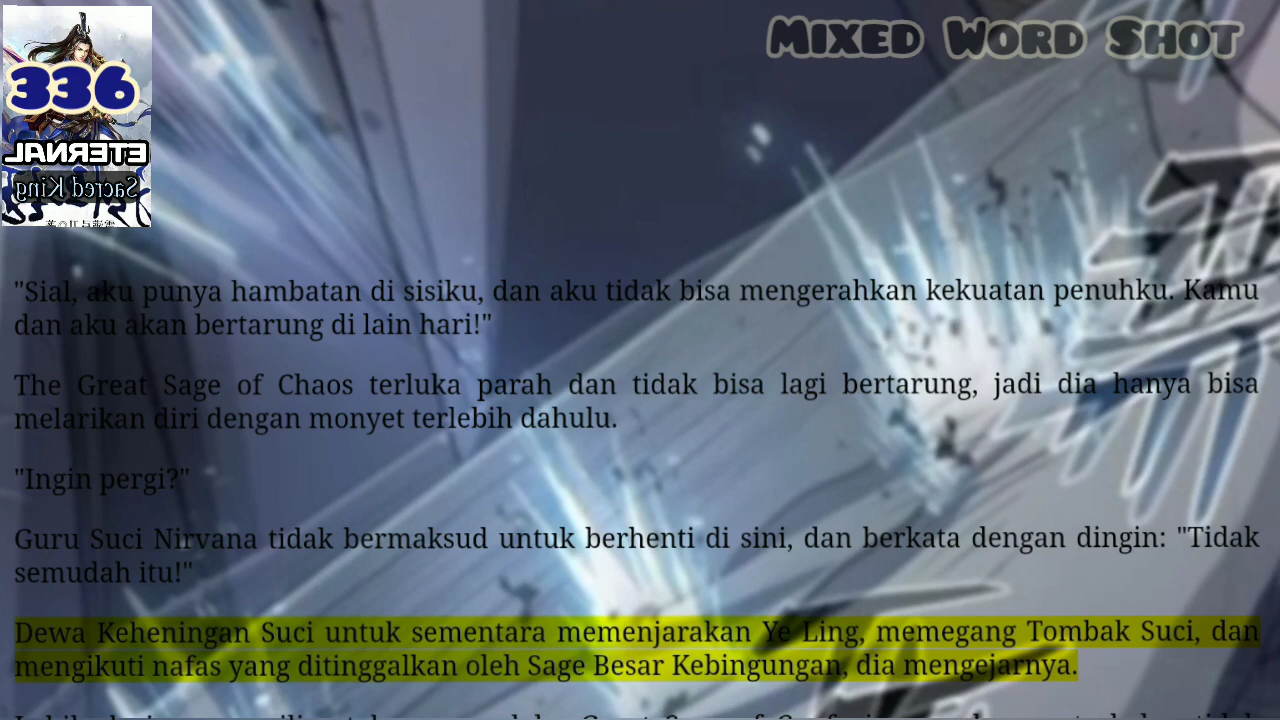 Mixed Word Shot
336
ETERNAL
Sacred King
"Sial, aku punya hambatan di sisiku, dan aku tidak bisa mengerahkan kekuatan penuhku. Kamu
dan aku akan bertarung di lain hari!"
The Great Sage of Chaos terluka parah dan tidak bisa lagi bertarung, jadi dia hanya bisa
melarikan diri dengan monyet terlebih dahulu.
"Ingin pergi?"
Guru Suci Nirvana tidak bermaksud untuk berhenti di sini, dan berkata dengan dingin: "Tidak
semudah itu!"
Dewa Keheningan Suci untuk sementara memenjarakan Ye Ling, memegang Tombak Suci, dan
mengikuti nafas yang ditinggalkan oleh Sage Besar Kebingungan, dia mengejarnya.